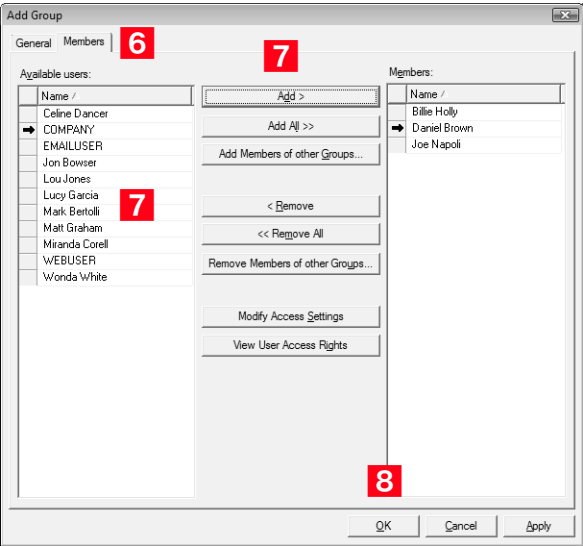 Add Group
General Members 6
7
Available users:
Name /
Celine Dancer
COMPANY
EMAILUSER
Jon Bowser
Lou Jones
Lucy Garcia
Mark Bertolli
Matt Graham
Miranda Corell
WEBUSER
Wonda White
7
Add >
Add All >>
Add Members of other Groups...
< Remove
<< Remove All
Remove Members of other Groups...
Modify Access Settings
View User Access Rights
Members:
Name /
Billie Holly
Daniel Brown
Joe Napoli
8
OK Cancel Apply